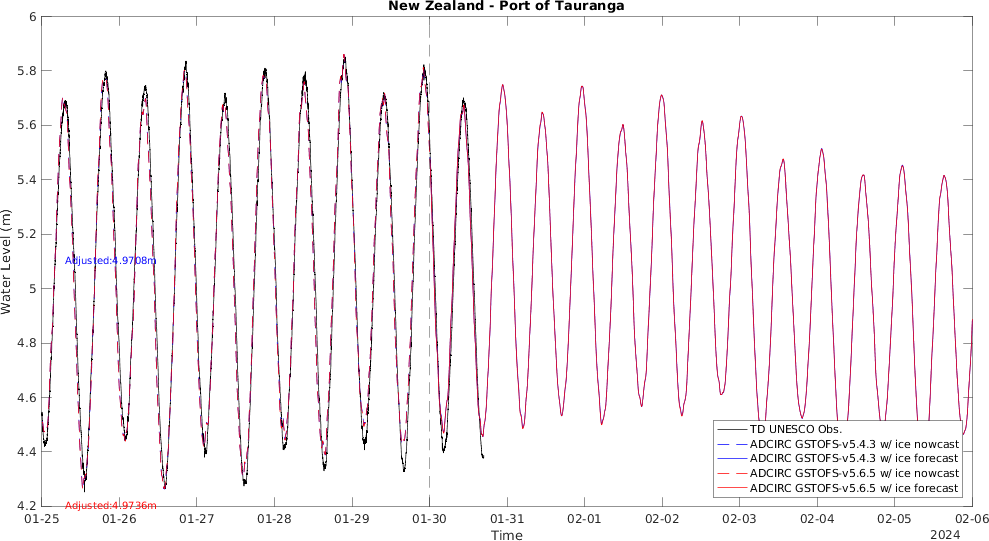 New Zealand - Port of Tauranga
6
5.8
5.6
5.4
5.2
5
4.8
4.6
4.4
4.2
Water Level (m)
Adjusted:4.9708m
Adjusted:4.9736m
TD UNESCO Obs.
ADCIRC GSTOFS-v5.4.3 w/ ice nowcast
ADCIRC GSTOFS-v5.4.3 w/ ice forecast
ADCIRC GSTOFS-v5.6.5 w/ ice nowcast
ADCIRC GSTOFS-v5.6.5 w/ ice forecast
01-25 01-26 01-27 01-28 01-29 01-30 01-31 02-01 02-02 02-03 02-04 02-05 02-06
Time
2024